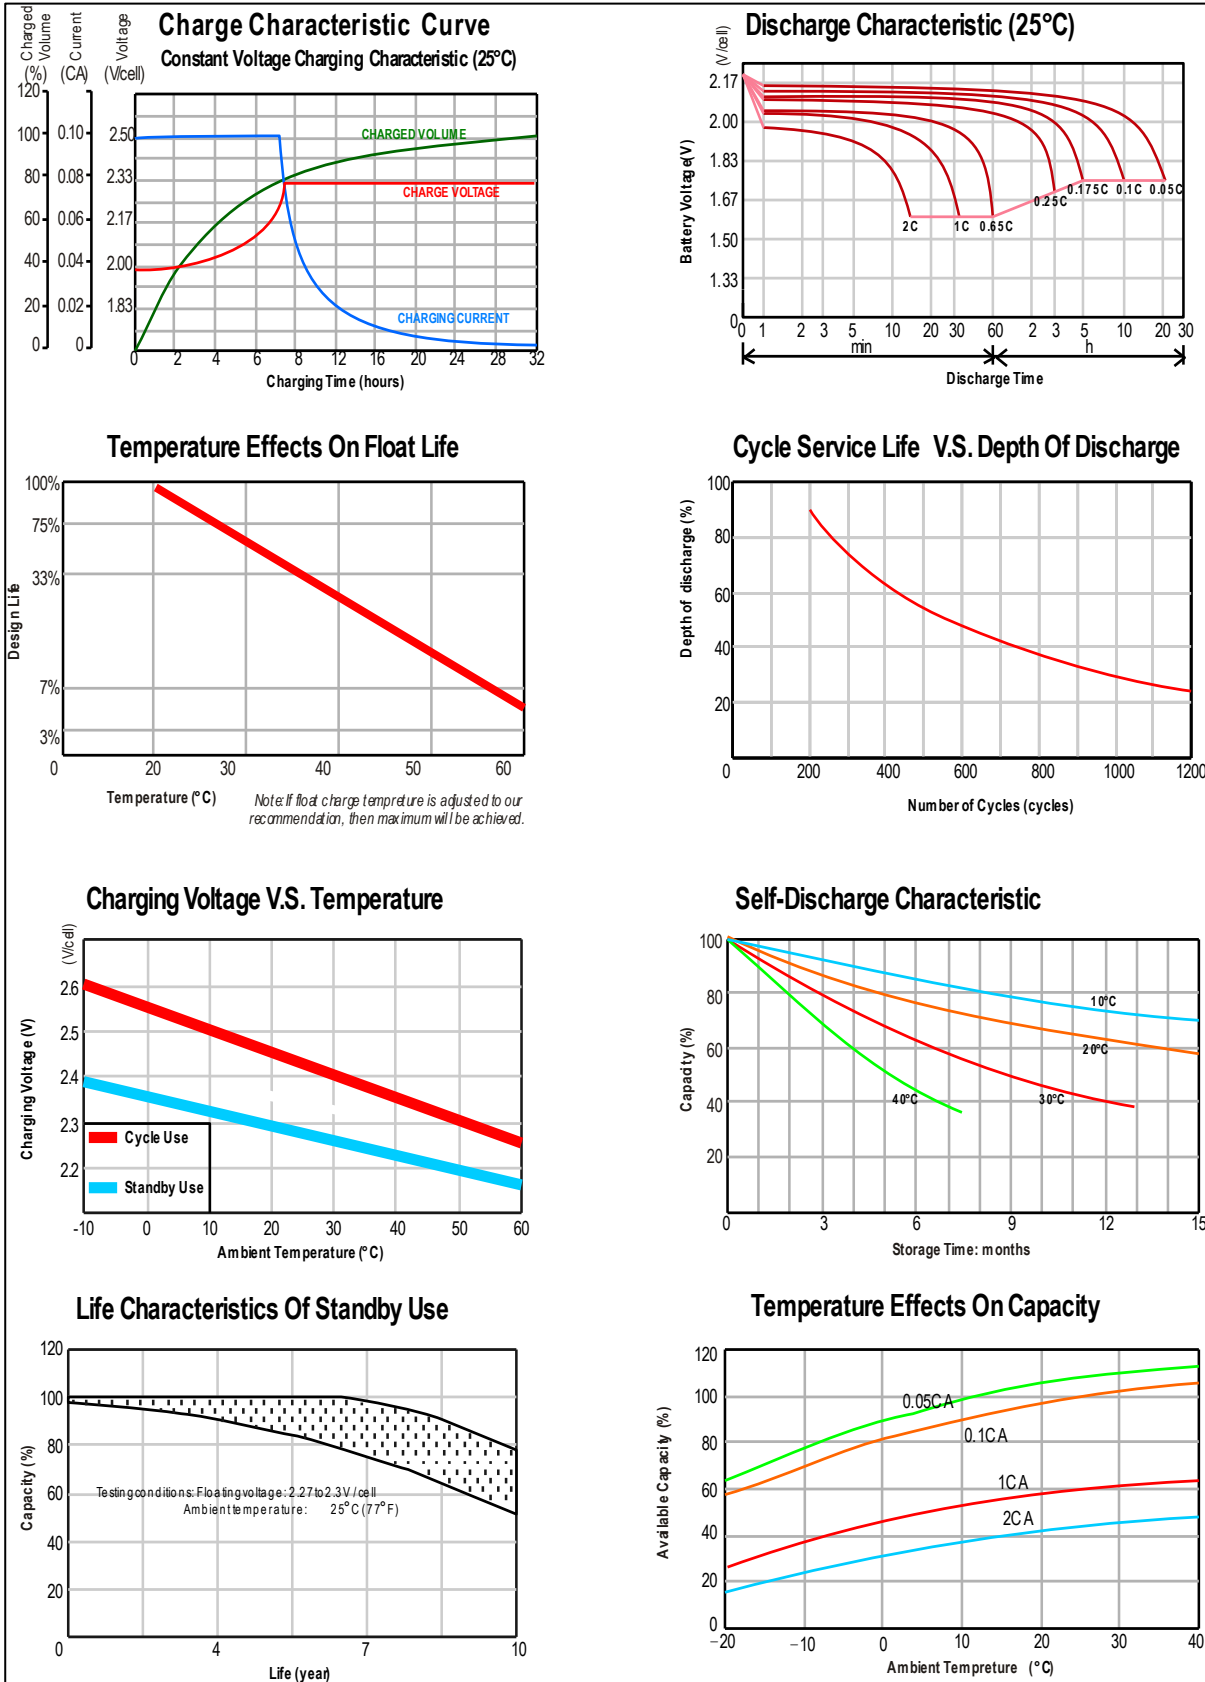 Charge Characteristic Curve
Constant Voltage Charging Characteristic (25°C)
Charged Volume
Current
Voltage
(%) (CA) (V/cell)
120
100 0.10 2.50
80 0.08 2.33
60 0.06 2.17
40 0.04 2.00
20 0.02 1.83
0 0
CHARGED VOLUME
CHARGE VOLTAGE
CHARGING CURRENT
0 2 4 6 8 12 16 20 24 28 32
Charging Time (hours)
Discharge Characteristic (25°C)
(V/cell)
Battery Voltage(V)
2.17
2.00
1.83
1.67
1.50
1.33
0
2C 1C 0.65C 0.25C 0.175C 0.1C 0.05C
0 1 2 3 5 10 20 30 60 2 3 5 10 20 30
min h
Discharge Time
Temperature Effects On Float Life
Design Life
100%
75%
33%
7%
3%
0 20 30 40 50 60
Temperature (°C)
Note: If float charge tempreture is adjusted to our
recommendation, then maximum will be achieved.
Cycle Service Life V.S. Depth Of Discharge
Depth of discharge (%)
100
80
60
40
20
0 200 400 600 800 1000 1200
Number of Cycles (cycles)
Charging Voltage V.S. Temperature
(V/cell)
Charging Voltage (V)
2.6
2.5
2.4
2.3
2.2
Cycle Use
Standby Use
-10 0 10 20 30 40 50 60
Ambient Temperature (°C)
Self-Discharge Characteristic
Capacity (%)
100
80
60
40
20
10°C
20°C
30°C
40°C
0 3 6 9 12 15
Storage Time: months
Life Characteristics Of Standby Use
Capacity (%)
120
100
80
60
40
20
Testing conditions: Floating voltage: 2.27 to 2.3V /cell
Ambient temperature: 25°C (77°F)
0 4 7 10
Life (year)
Temperature Effects On Capacity
Available Capacity (%)
120
100
80
60
40
20
0
0.05CA
0.1CA
1CA
2CA
−20 −10 0 10 20 30 40
Ambient Tempreture (°C)